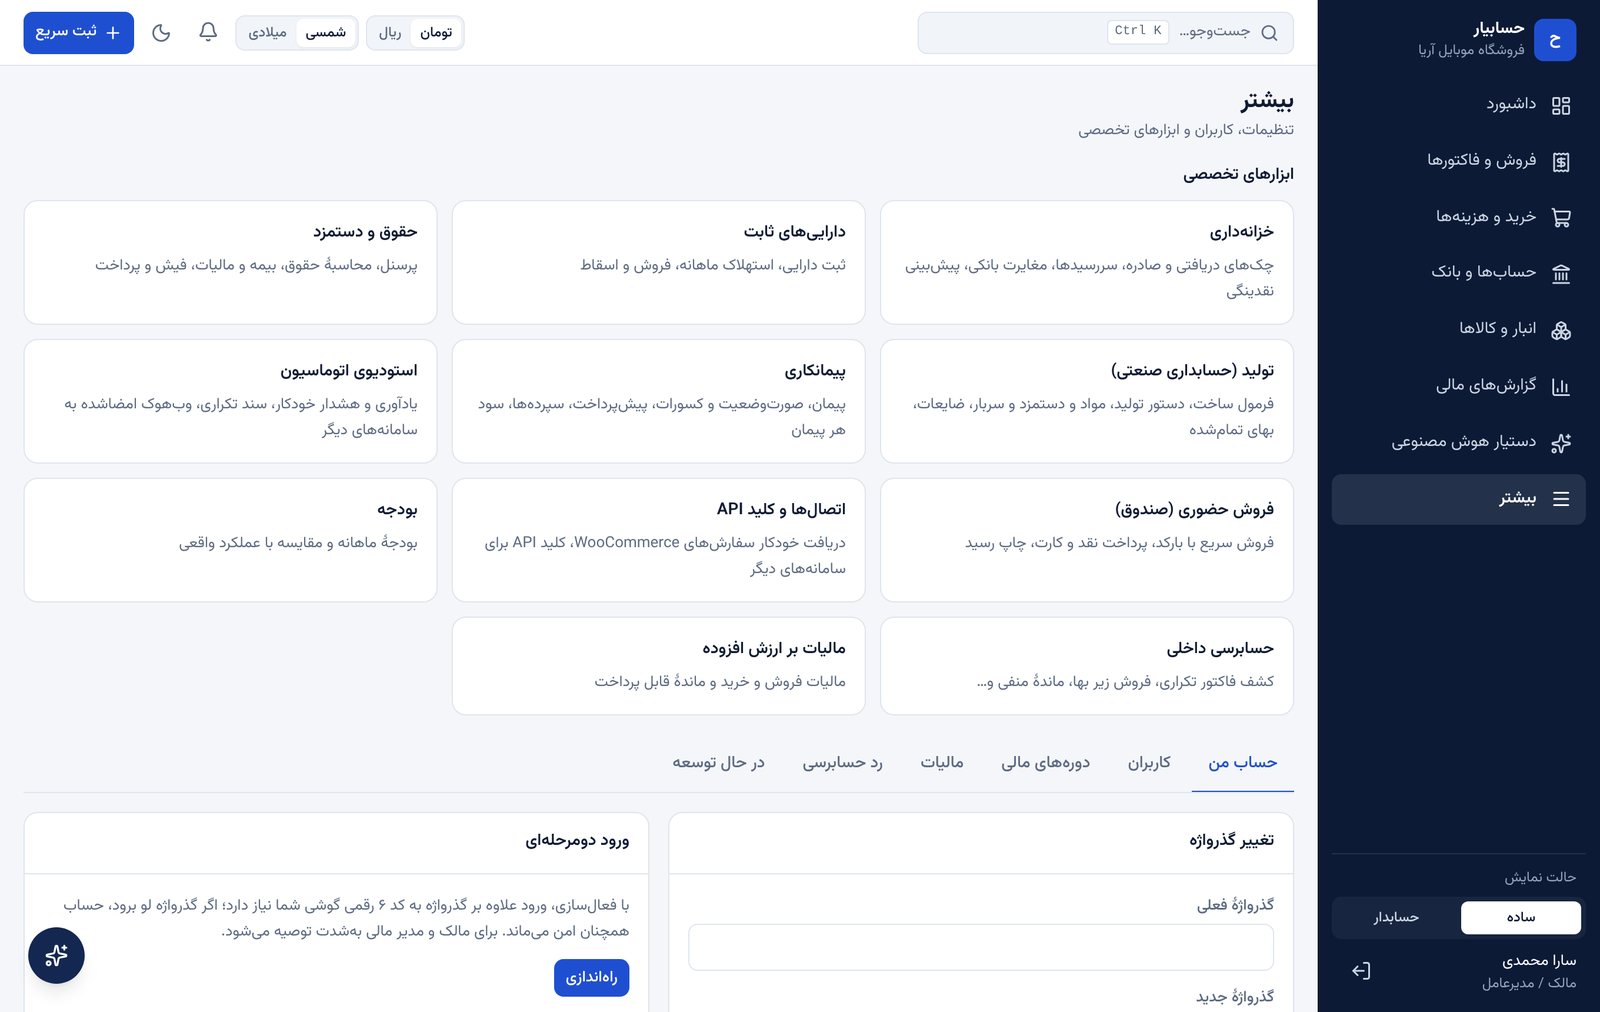 ح
حسابیار
فروشگاه موبایل آریا
داشبورد
فروش و فاکتورها
خرید و هزینه‌ها
حساب‌ها و بانک
انبار و کالاها
گزارش‌های مالی
دستیار هوش مصنوعی
بیشتر
حالت نمایش
ساده
حسابدار
سارا محمدی
مالک / مدیرعامل
جست‌وجو...
Ctrl K
تومان
ریال
شمسی
میلادی
ثبت سریع
بیشتر
تنظیمات، کاربران و ابزارهای تخصصی
ابزارهای تخصصی
خزانه‌داری
چک‌های دریافتی و صادره، سررسیدها، مغایرت بانکی، پیش‌بینی
نقدینگی
دارایی‌های ثابت
ثبت دارایی، استهلاک ماهانه، فروش و اسقاط
حقوق و دستمزد
پرسنل، محاسبهٔ حقوق، بیمه و مالیات، فیش و پرداخت
تولید (حسابداری صنعتی)
فرمول ساخت، دستور تولید، مواد و دستمزد و سربار، ضایعات،
بهای تمام‌شده
پیمانکاری
پیمان، صورت‌وضعیت و کسورات، پیش‌پرداخت، سپرده‌ها، سود
هر پیمان
استودیوی اتوماسیون
یادآوری و هشدار خودکار، سند تکراری، وب‌هوک امضاشده به
سامانه‌های دیگر
فروش حضوری (صندوق)
فروش سریع با بارکد، پرداخت نقد و کارت، چاپ رسید
اتصال‌ها و کلید API
دریافت خودکار سفارش‌های WooCommerce، کلید API برای
سامانه‌های دیگر
بودجه
بودجهٔ ماهانه و مقایسه با عملکرد واقعی
حسابرسی داخلی
کشف فاکتور تکراری، فروش زیر بها، ماندهٔ منفی و...
مالیات بر ارزش افزوده
مالیات فروش و خرید و ماندهٔ قابل پرداخت
حساب من
کاربران
دوره‌های مالی
مالیات
رد حسابرسی
در حال توسعه
تغییر گذرواژه
گذرواژهٔ فعلی
گذرواژهٔ جدید
ورود دومرحله‌ای
با فعال‌سازی، ورود علاوه بر گذرواژه به کد ۶ رقمی گوشی شما نیاز دارد؛ اگر گذرواژه لو برود، حساب
همچنان امن می‌ماند. برای مالک و مدیر مالی به‌شدت توصیه می‌شود.
راه‌اندازی